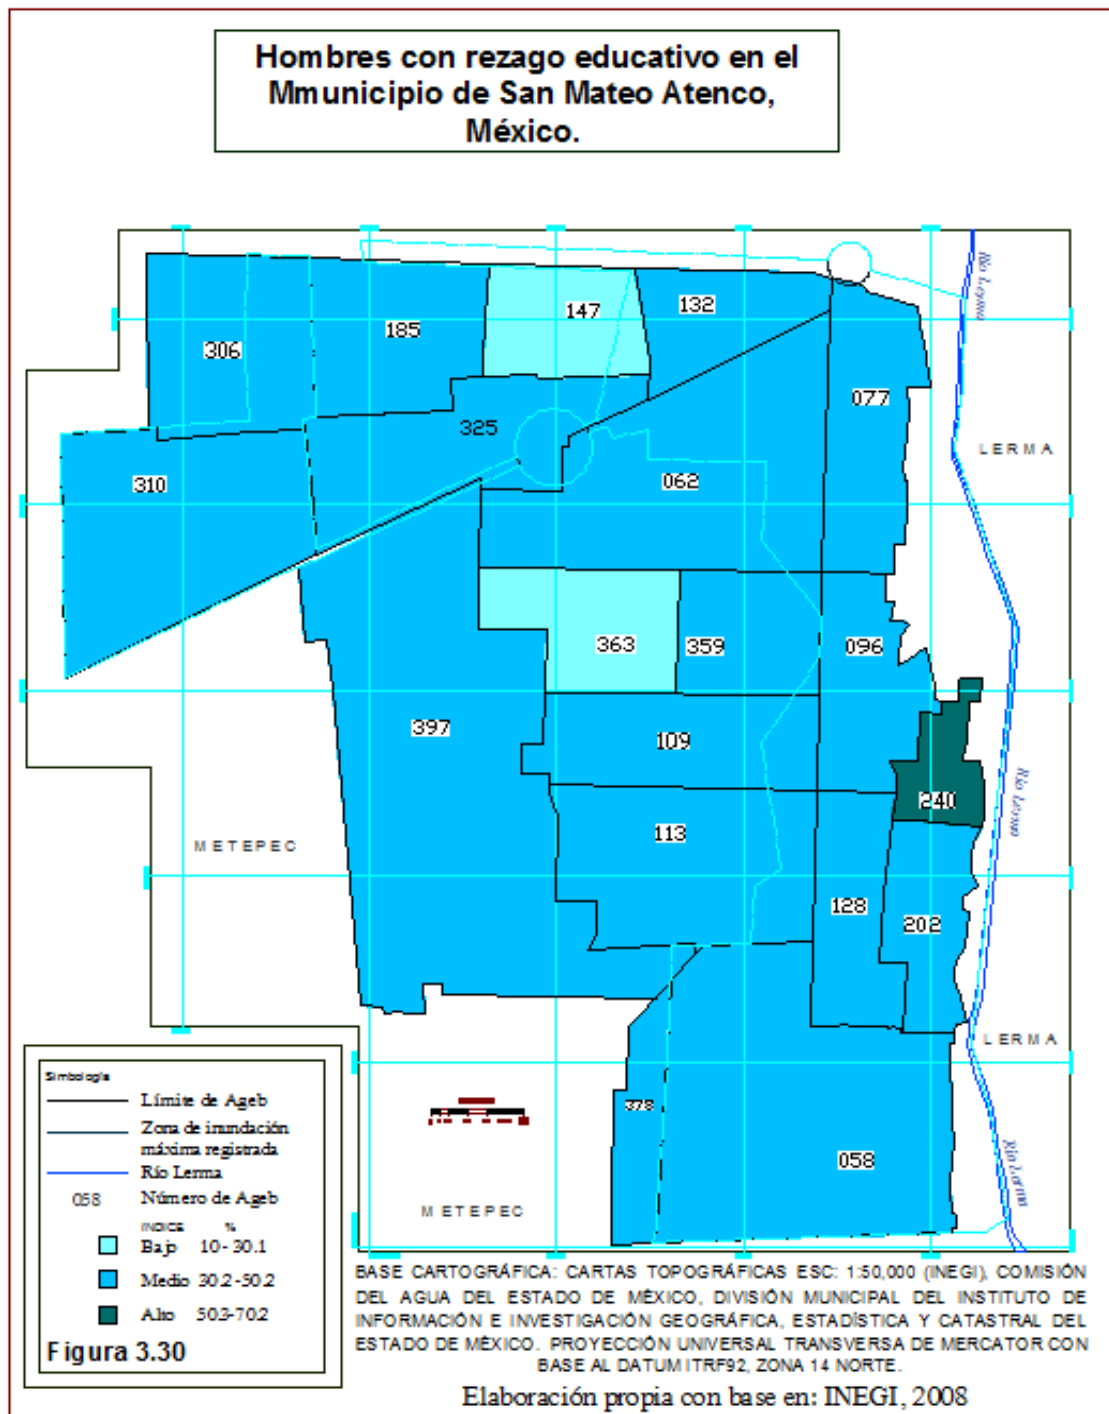 Hombres con rezago educativo en el
Mmunicipio de San Mateo Atenco,
México.
Río Lerma
147
132
185
306
077
325
LERMA
310
062
363
359
096
397
109
Río Lerma
240
113
METEPEC
128
202
LERMA
378
Río Lerma
058
METEPEC
Simbología
Límite de Ageb
Zona de inundación
máxima registrada
Río Lerma
058 Número de Ageb
INDICE %
Bajo 10- 30.1
Medio 30.2-50.2
Alto 50.3-70.2
Figura 3.30
BASE CARTOGRÁFICA: CARTAS TOPOGRÁFICAS ESC: 1:50,000 (INEGI), COMISIÓN
DEL AGUA DEL ESTADO DE MÉXICO, DIVISIÓN MUNICIPAL DEL INSTITUTO DE
INFORMACIÓN E INVESTIGACIÓN GEOGRÁFICA, ESTADÍSTICA Y CATASTRAL DEL
ESTADO DE MÉXICO. PROYECCIÓN UNIVERSAL TRANSVERSA DE MERCATOR CON
BASE AL DATUM ITRF92, ZONA 14 NORTE.
Elaboración propia con base en: INEGI, 2008